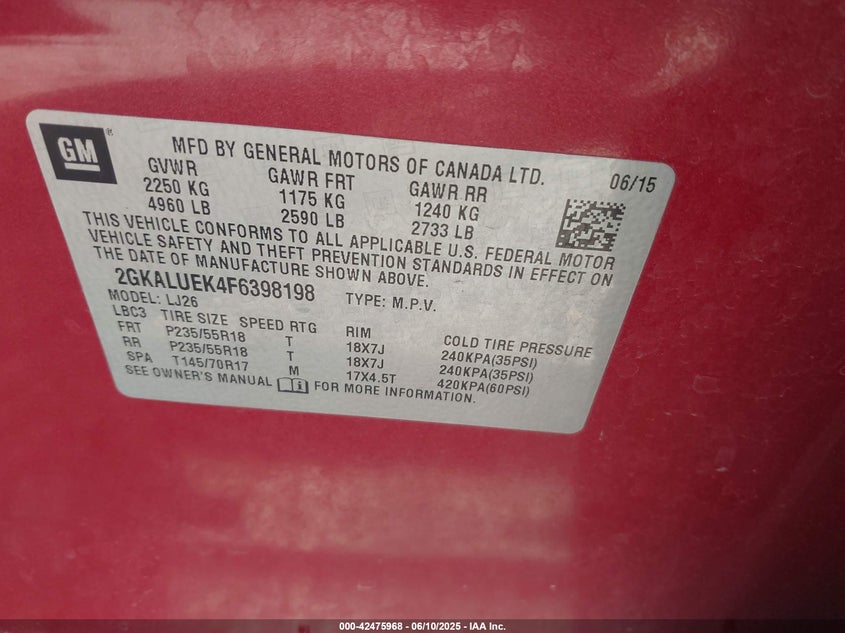 GM ®
MFD BY GENERAL MOTORS OF CANADA LTD. 06/15
GVWR GAWR FRT GAWR RR
2250 KG 1175 KG 1240 KG
4960 LB 2590 LB 2733 LB
THIS VEHICLE CONFORMS TO ALL APPLICABLE U.S. FEDERAL MOTOR
VEHICLE SAFETY AND THEFT PREVENTION STANDARDS IN EFFECT ON
THE DATE OF MANUFACTURE SHOWN ABOVE.
2GKALUEK4F6398198 TYPE: M.P.V.
MODEL: LJ26
LBC3 TIRE SIZE SPEED RTG RIM COLD TIRE PRESSURE
FRT P235/55R18 T 18X7J 240KPA(35PSI)
RR P235/55R18 T 18X7J 240KPA(35PSI)
SPA T145/70R17 M 17X4.5T 420KPA(60PSI)
SEE OWNER'S MANUAL FOR MORE INFORMATION.
000-42475968 | 06/10/2025 - IAA Inc.